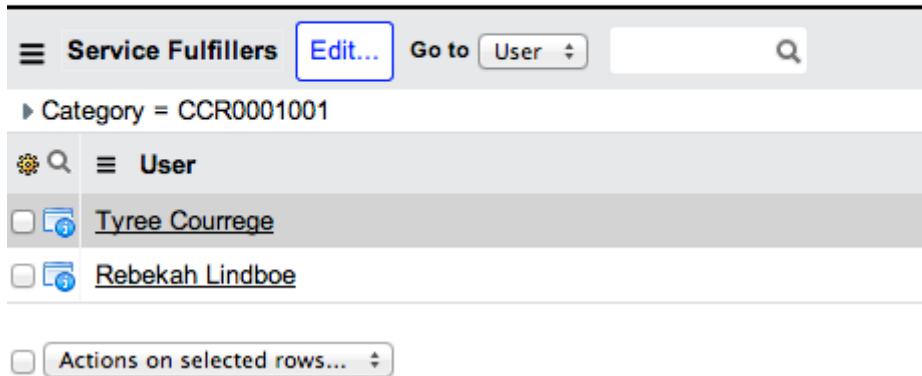 Service Fulfillers Edit... Go to User
Category = CCR0001001
User
Tyree Courrege
Rebekah Lindboe
Actions on selected rows...